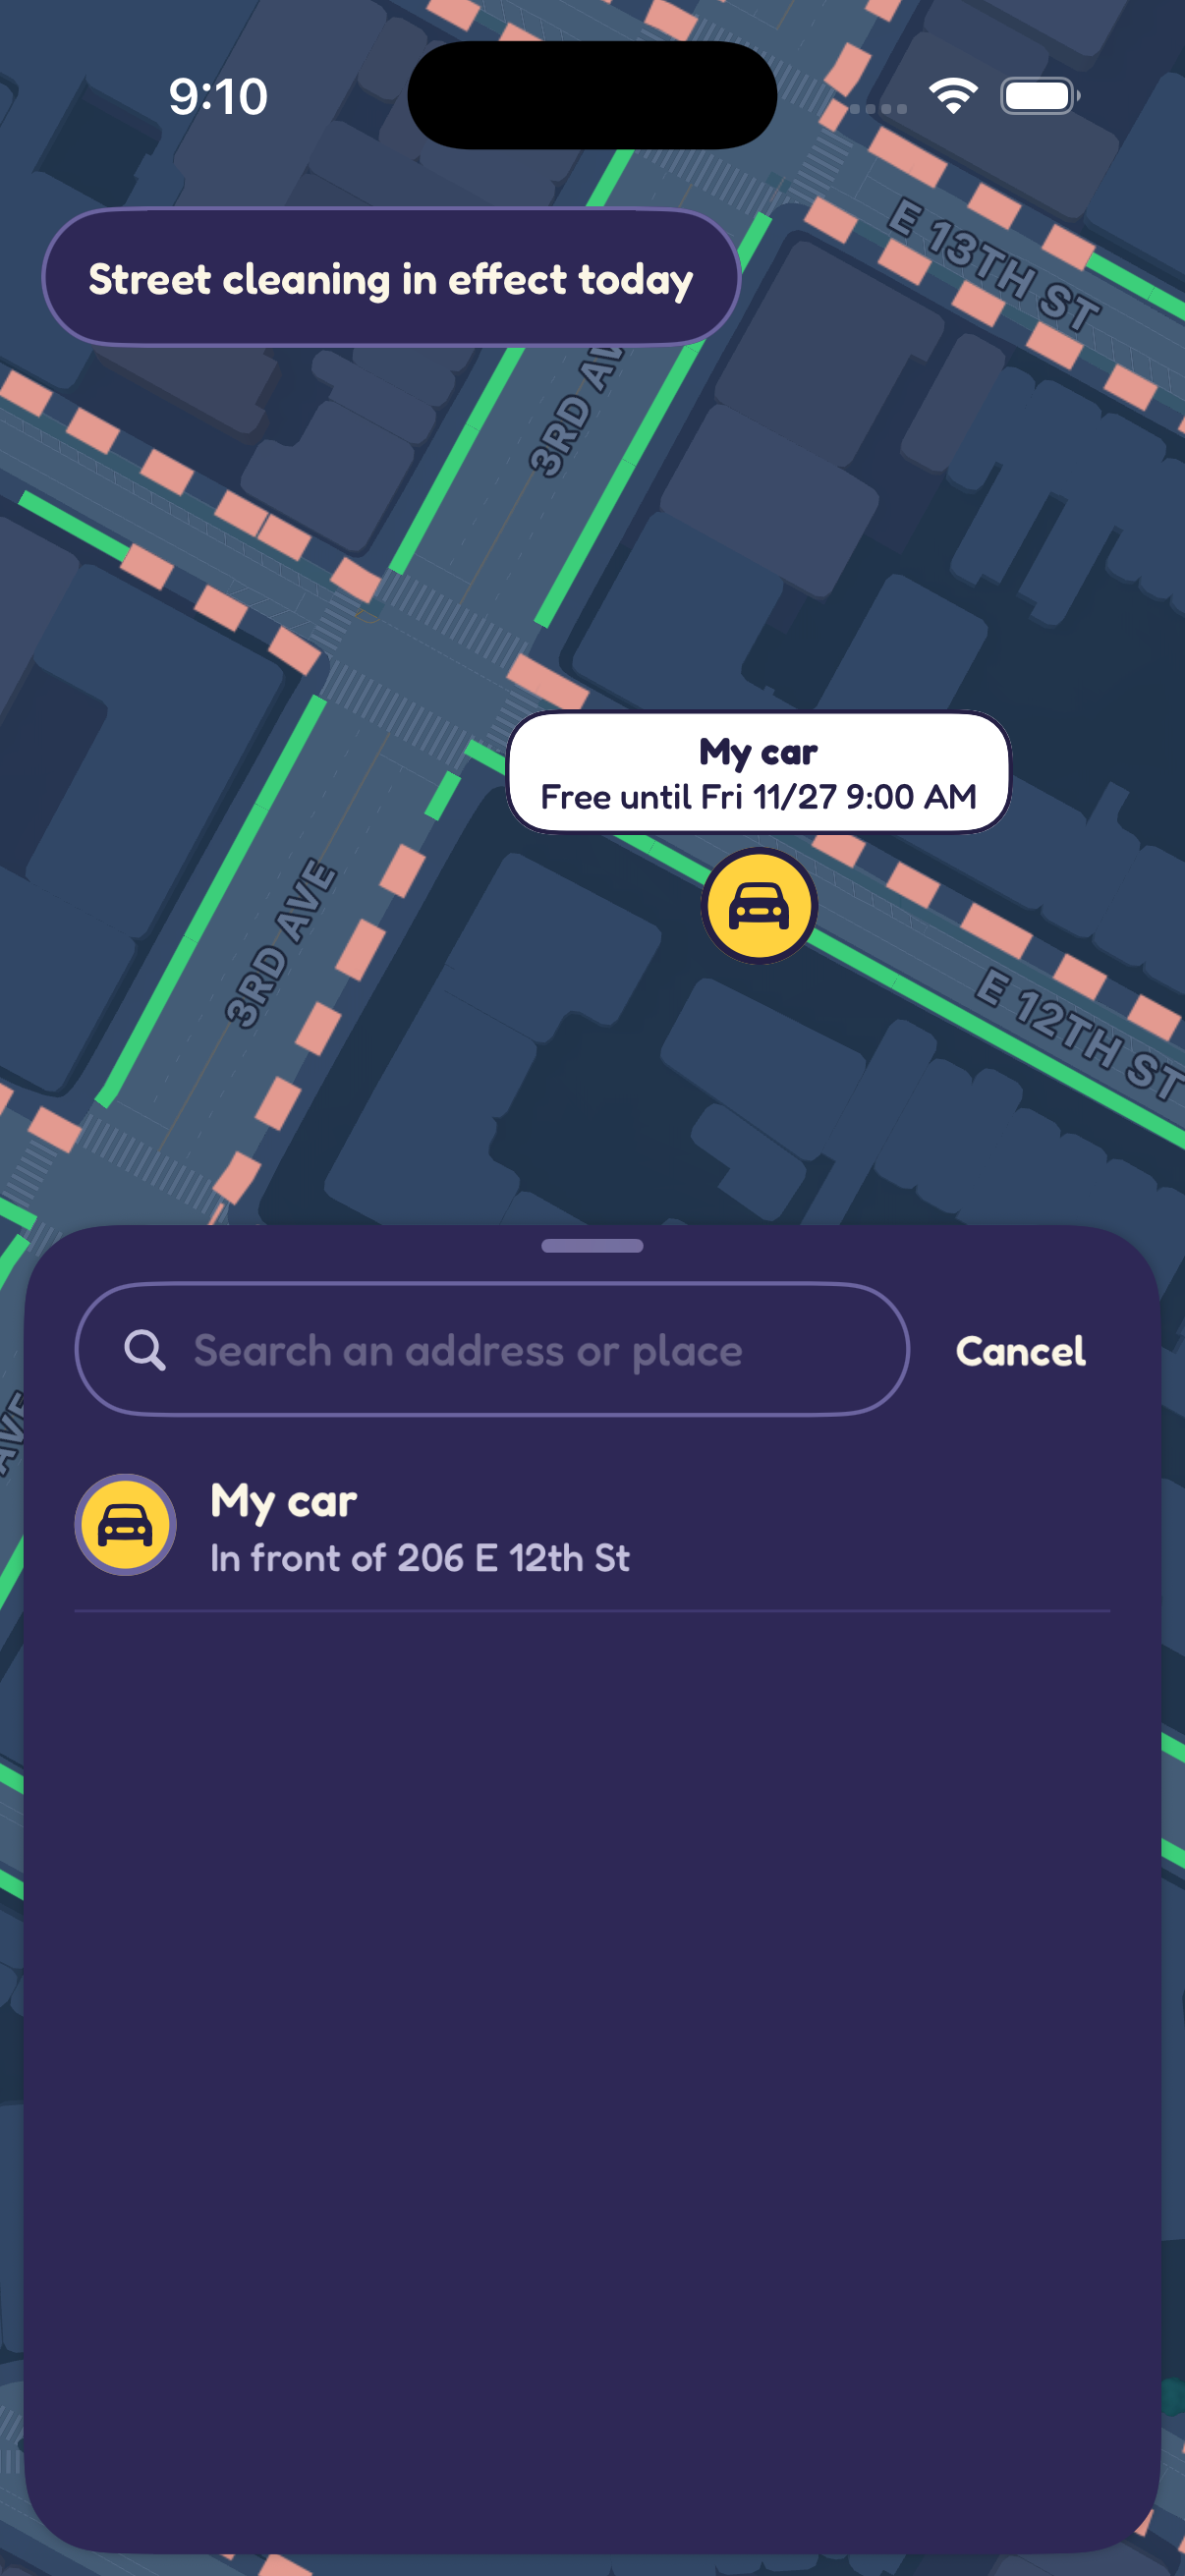 9:10
E 13TH ST
Street cleaning in effect today
3RD AV
My car
Free until Fri 11/27 9:00 AM
3RD AVE
E 12TH ST
Search an address or place
Cancel
AVE
My car
In front of 206 E 12th St